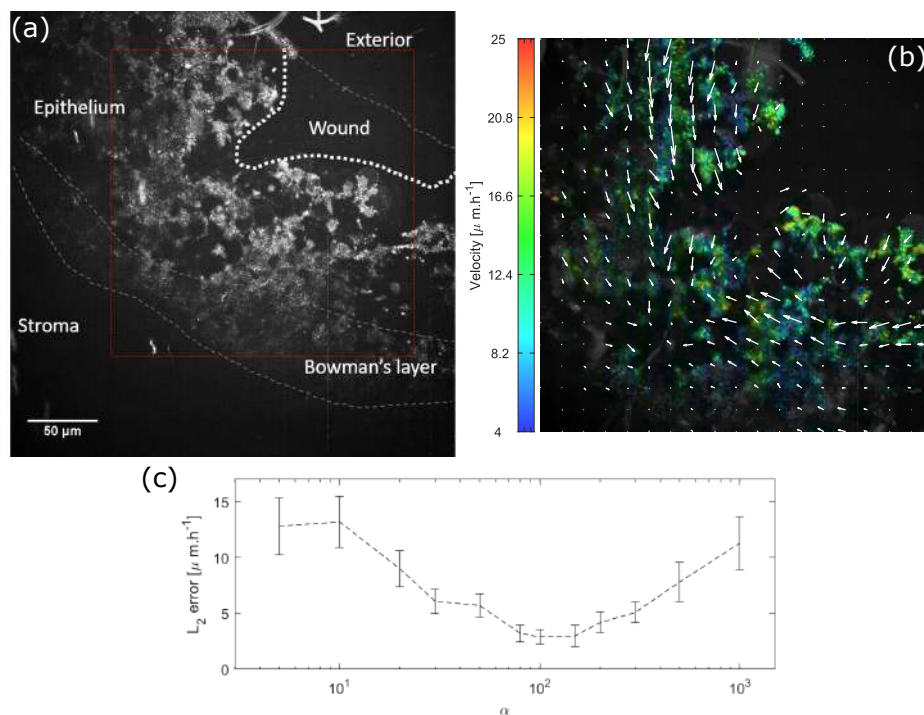 (a)
Exterior
Epithelium
Wound
Stroma
Bowman's layer
50 µm
(b)
25
20.8
16.6
12.4
8.2
4
Velocity [μ m.h⁻¹]
(c)
15
10
5
0
L₂ error [μ m.h⁻¹]
10¹
10²
10³
α